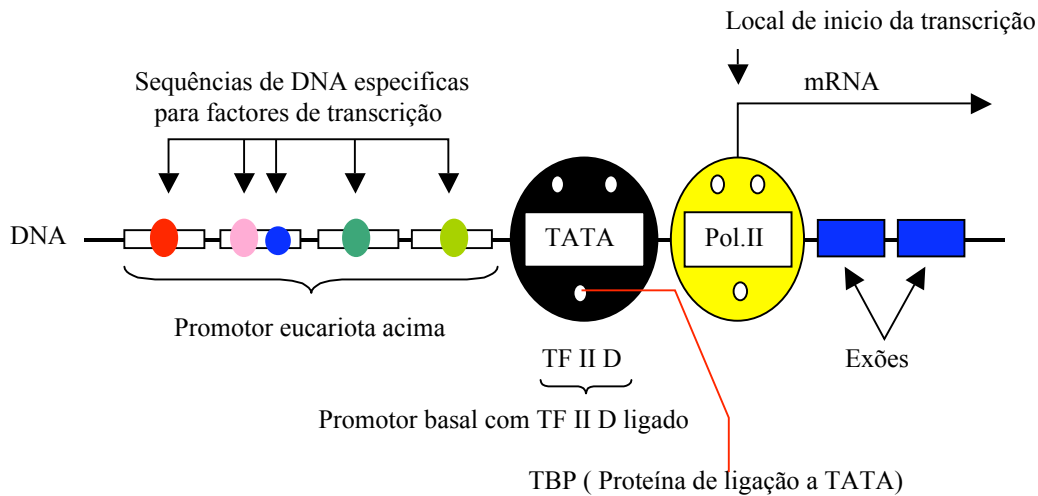 Local de inicio da transcrição
Sequências de DNA especificas
para factores de transcrição
mRNA
DNA
TATA
Pol.II
Promotor eucariota acima
TF II D
Exões
Promotor basal com TF II D ligado
TBP ( Proteína de ligação a TATA)